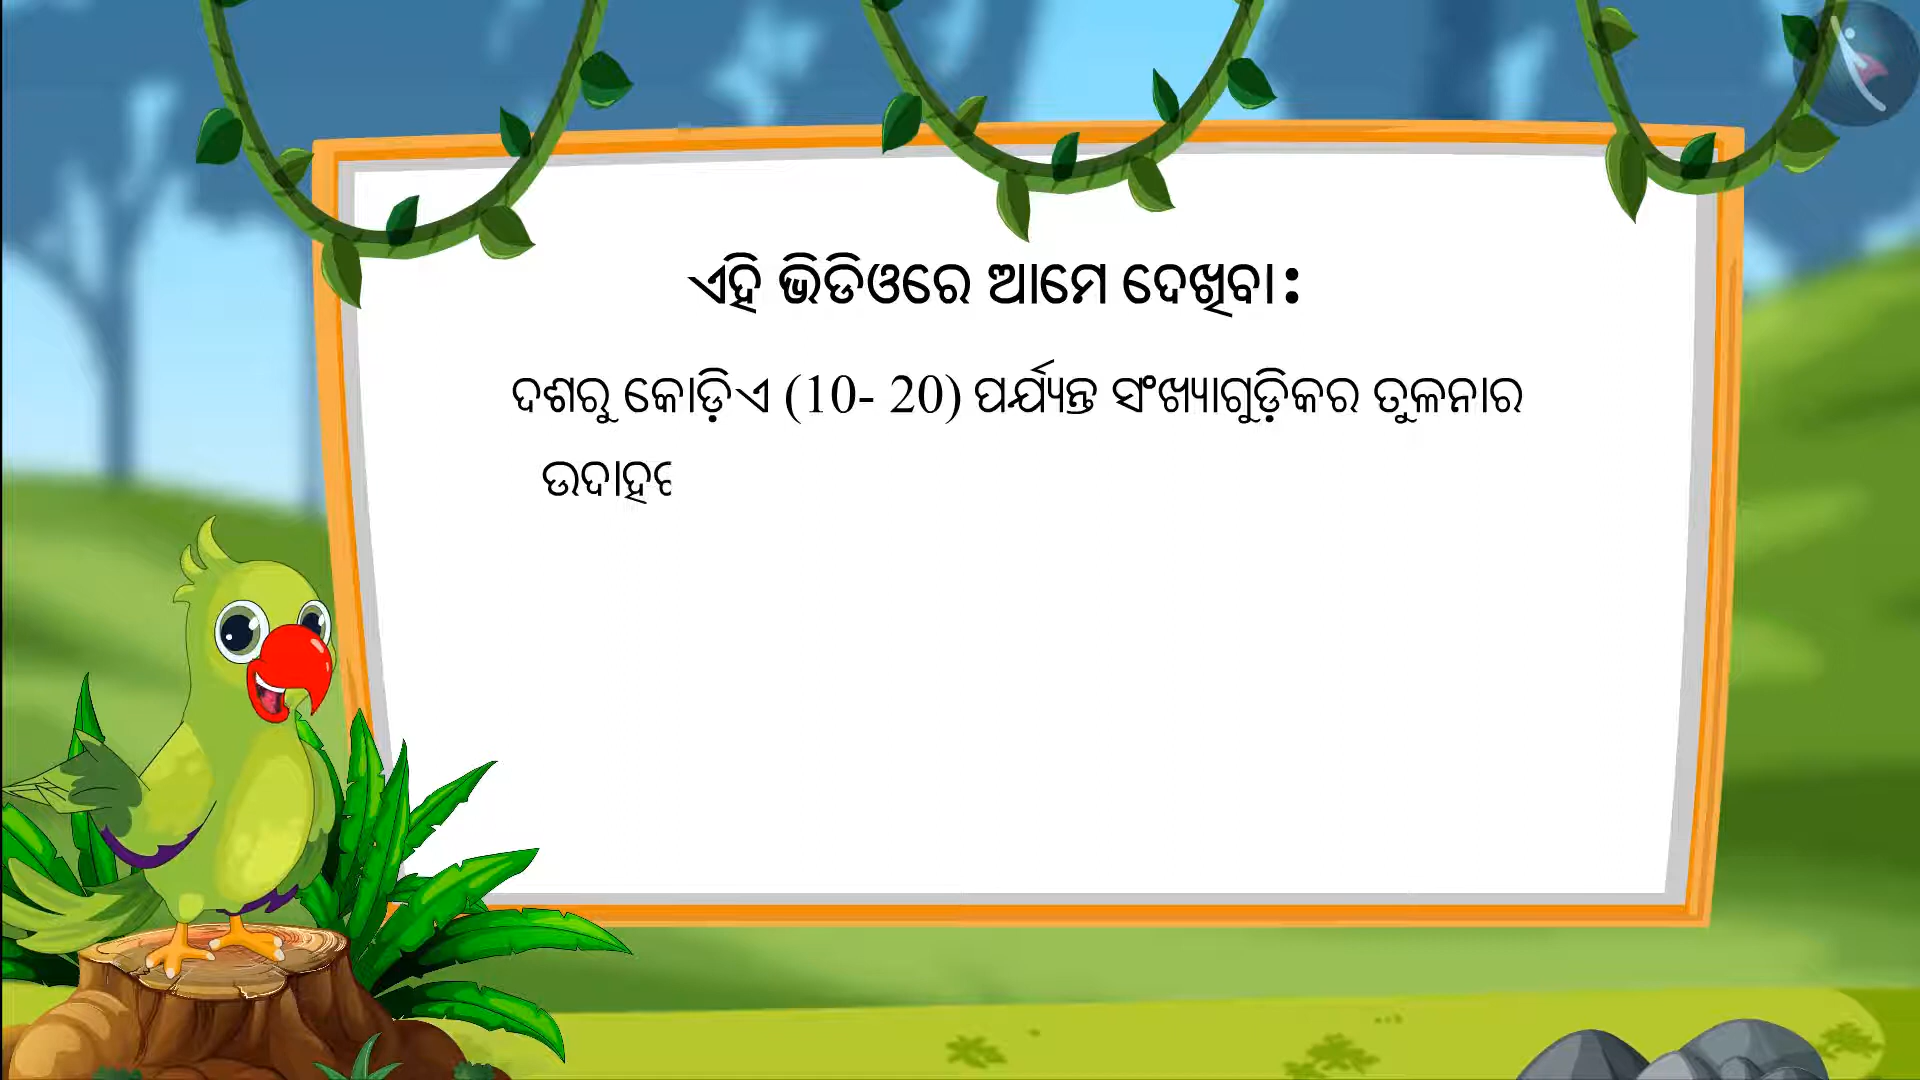 ଏହି ଭିଡିଓରେ ଆମେ ଦେଖିବା:
ଦଶରୁ କୋଡ଼ିଏ (10- 20) ପର୍ଯ୍ୟନ୍ତ ସଂଖ୍ୟାଗୁଡ଼ିକର ତୁଳନାର